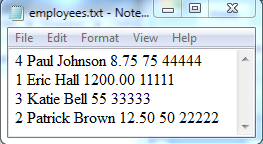 employees.txt - Note...
File Edit Format View Help
4 Paul Johnson 8.75 75 44444
1 Eric Hall 1200.00 11111
3 Katie Bell 55 33333
2 Patrick Brown 12.50 50 22222